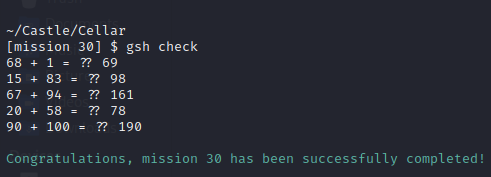 ~/Castle/Cellar
[mission 30] $ gsh check
68 + 1 = ?? 69
15 + 83 = ?? 98
67 + 94 = ?? 161
20 + 58 = ?? 78
90 + 100 = ?? 190
Congratulations, mission 30 has been successfully completed!